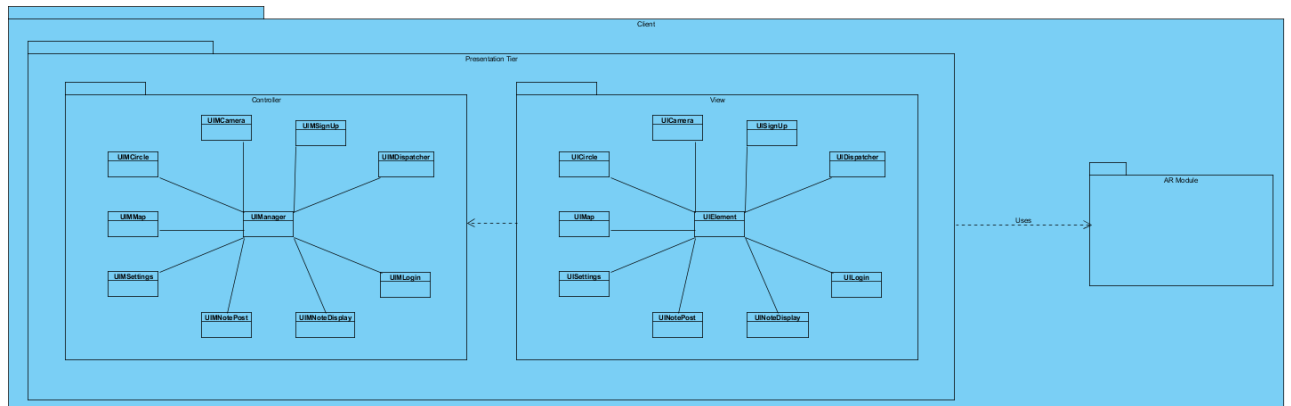 Client
Presentation Tier
Controller
View
UIMCamera
UIMSignUp
UIMCircle
UIMDispatcher
UIMMap
UIManager
UIMSettings
UIMLogin
UIMNotePost
UIMNoteDisplay
UICamera
UISignUp
UICircle
UIDispatcher
UIMap
UIElement
UISettings
UILogin
UINotePost
UINoteDisplay
Uses
AR Module